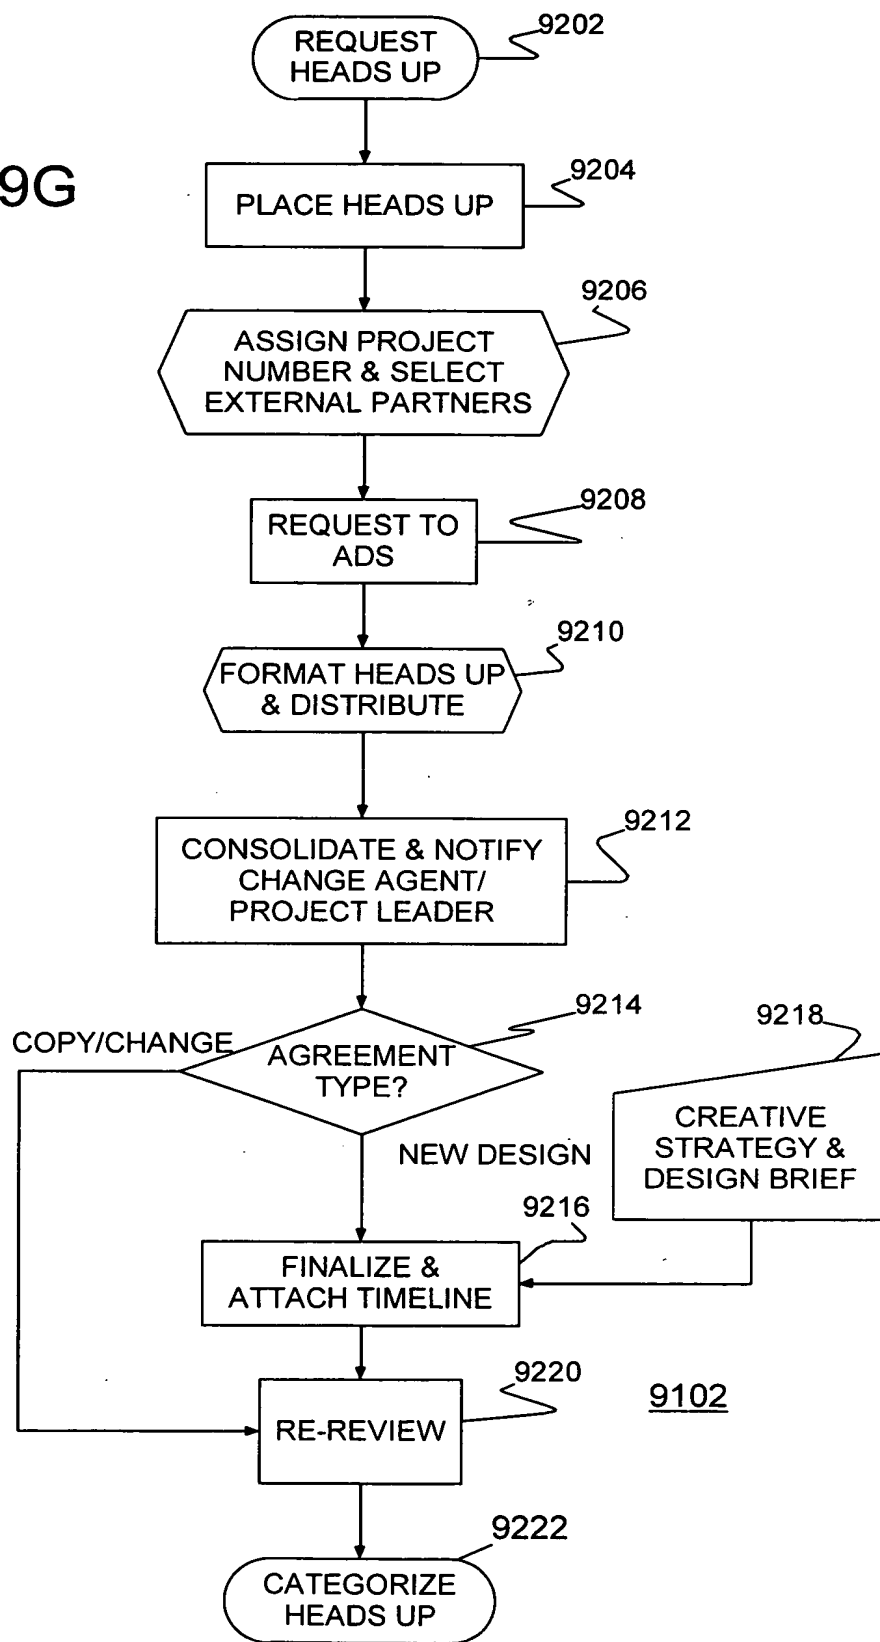 REQUEST
HEADS UP
9202
9G
PLACE HEADS UP
9204
ASSIGN PROJECT
NUMBER & SELECT
EXTERNAL PARTNERS
9206
REQUEST TO
ADS
9208
FORMAT HEADS UP
& DISTRIBUTE
9210
CONSOLIDATE & NOTIFY
CHANGE AGENT/
PROJECT LEADER
9212
AGREEMENT
TYPE?
9214
COPY/CHANGE
NEW DESIGN
9218
CREATIVE
STRATEGY &
DESIGN BRIEF
9216
FINALIZE &
ATTACH TIMELINE
9220
RE-REVIEW
9102
9222
CATEGORIZE
HEADS UP